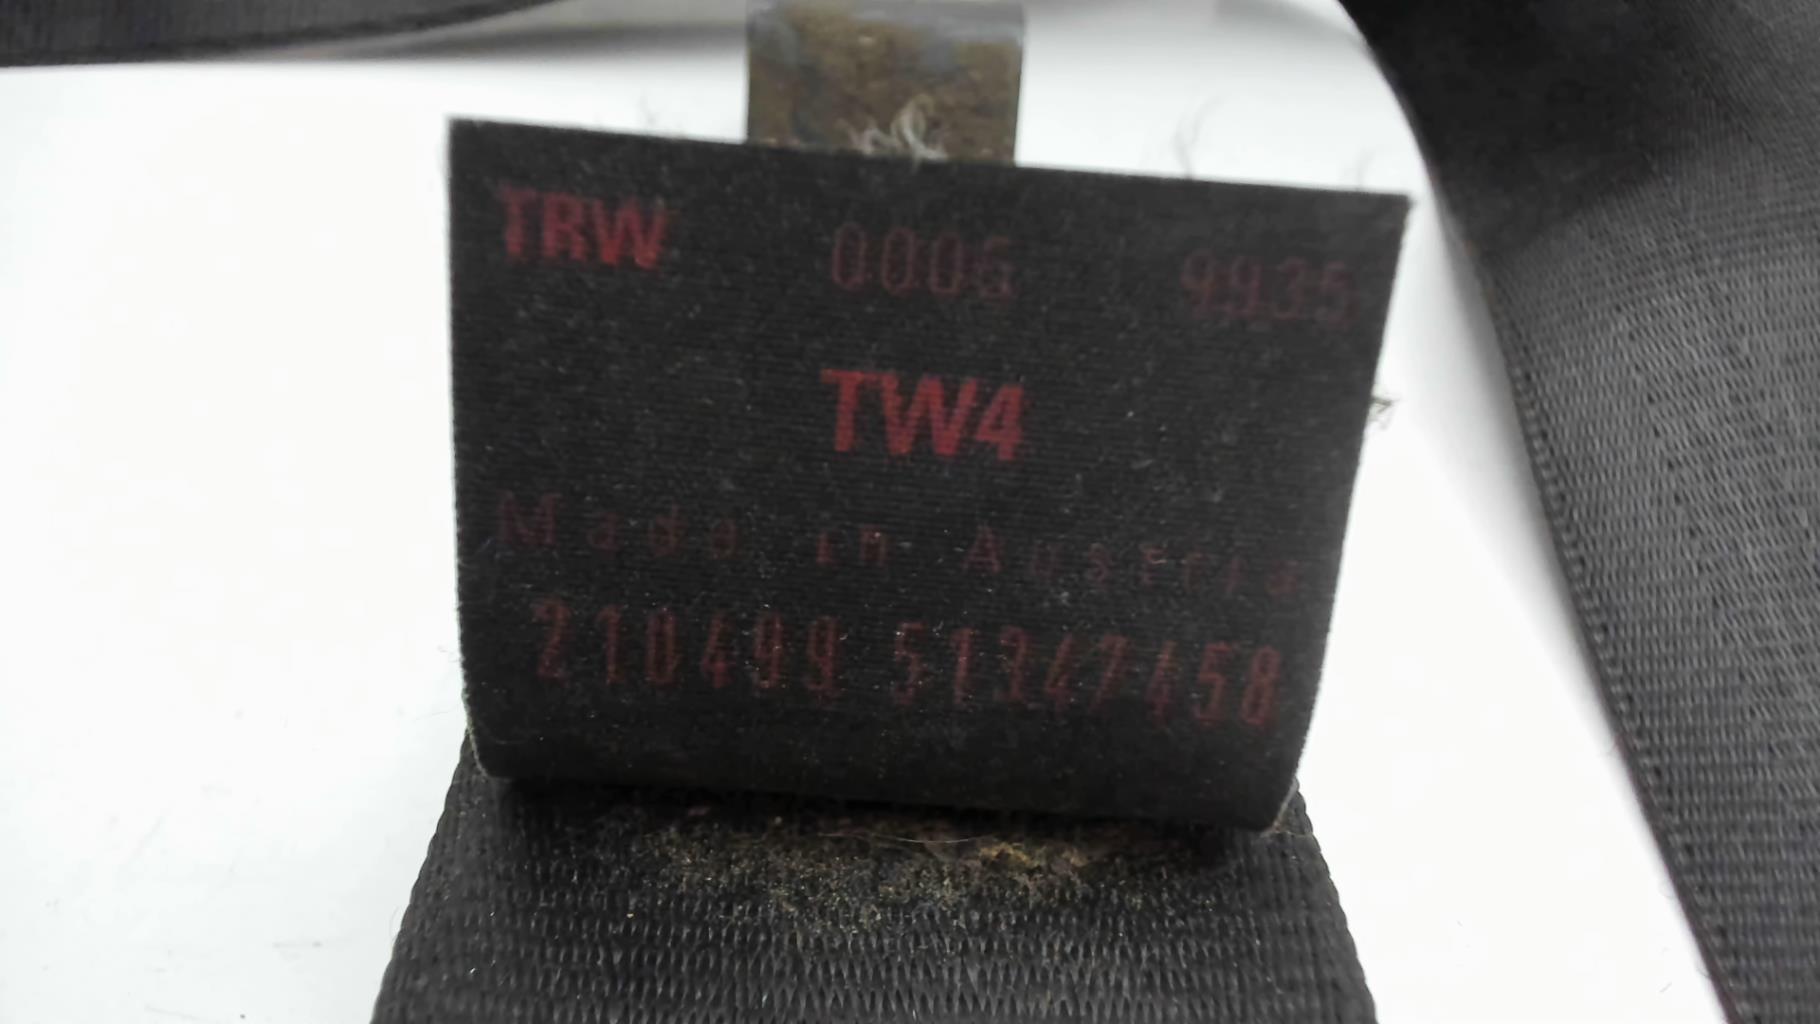 TRW 0006 9935
TW4
Made in Austria
210499 51347458